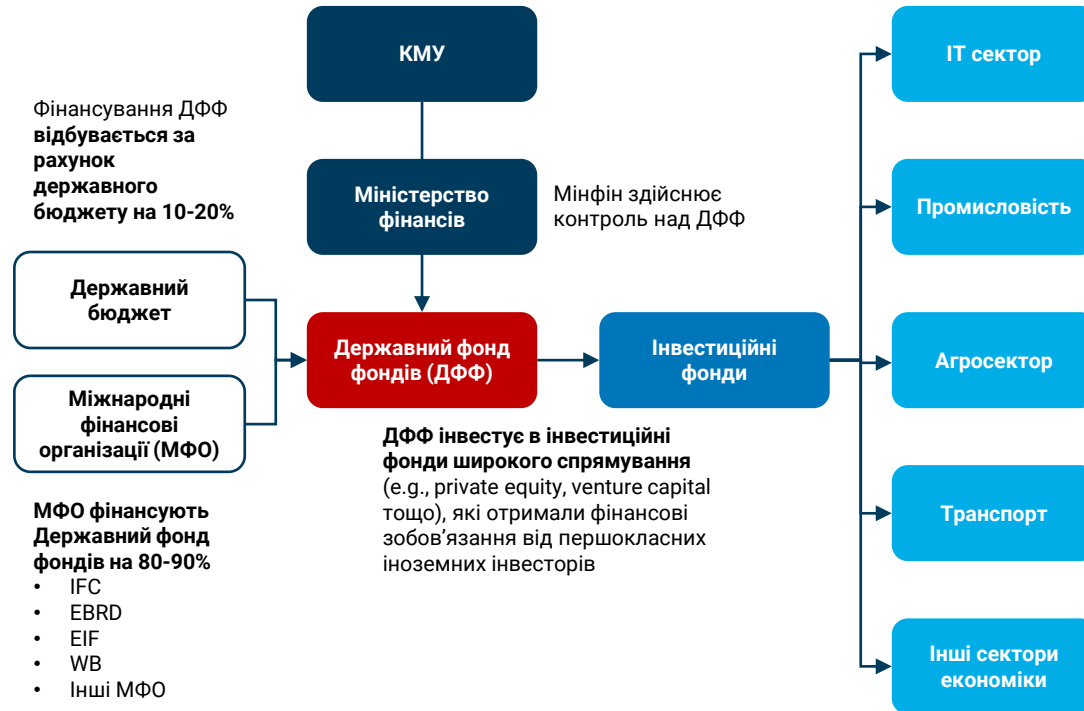 КМУ
ІТ сектор
Фінансування ДФФ
відбувається за
рахунок
державного
бюджету на 10-20%
Міністерство
фінансів
Мінфін здійснює
контроль над ДФФ
Промисловість
Державний
бюджет
Міжнародні
фінансові
організації (МФО)
Державний фонд
фондів (ДФФ)
Інвестиційні
фонди
Агросектор
ДФФ інвестує в інвестиційні
фонди широкого спрямування
(e.g., private equity, venture capital
тощо), які отримали фінансові
зобов’язання від першокласних
іноземних інвесторів
Транспорт
МФО фінансують
Державний фонд
фондів на 80-90%
• IFC
• EBRD
• EIF
• WB
• Інші МФО
Інші сектори
економіки